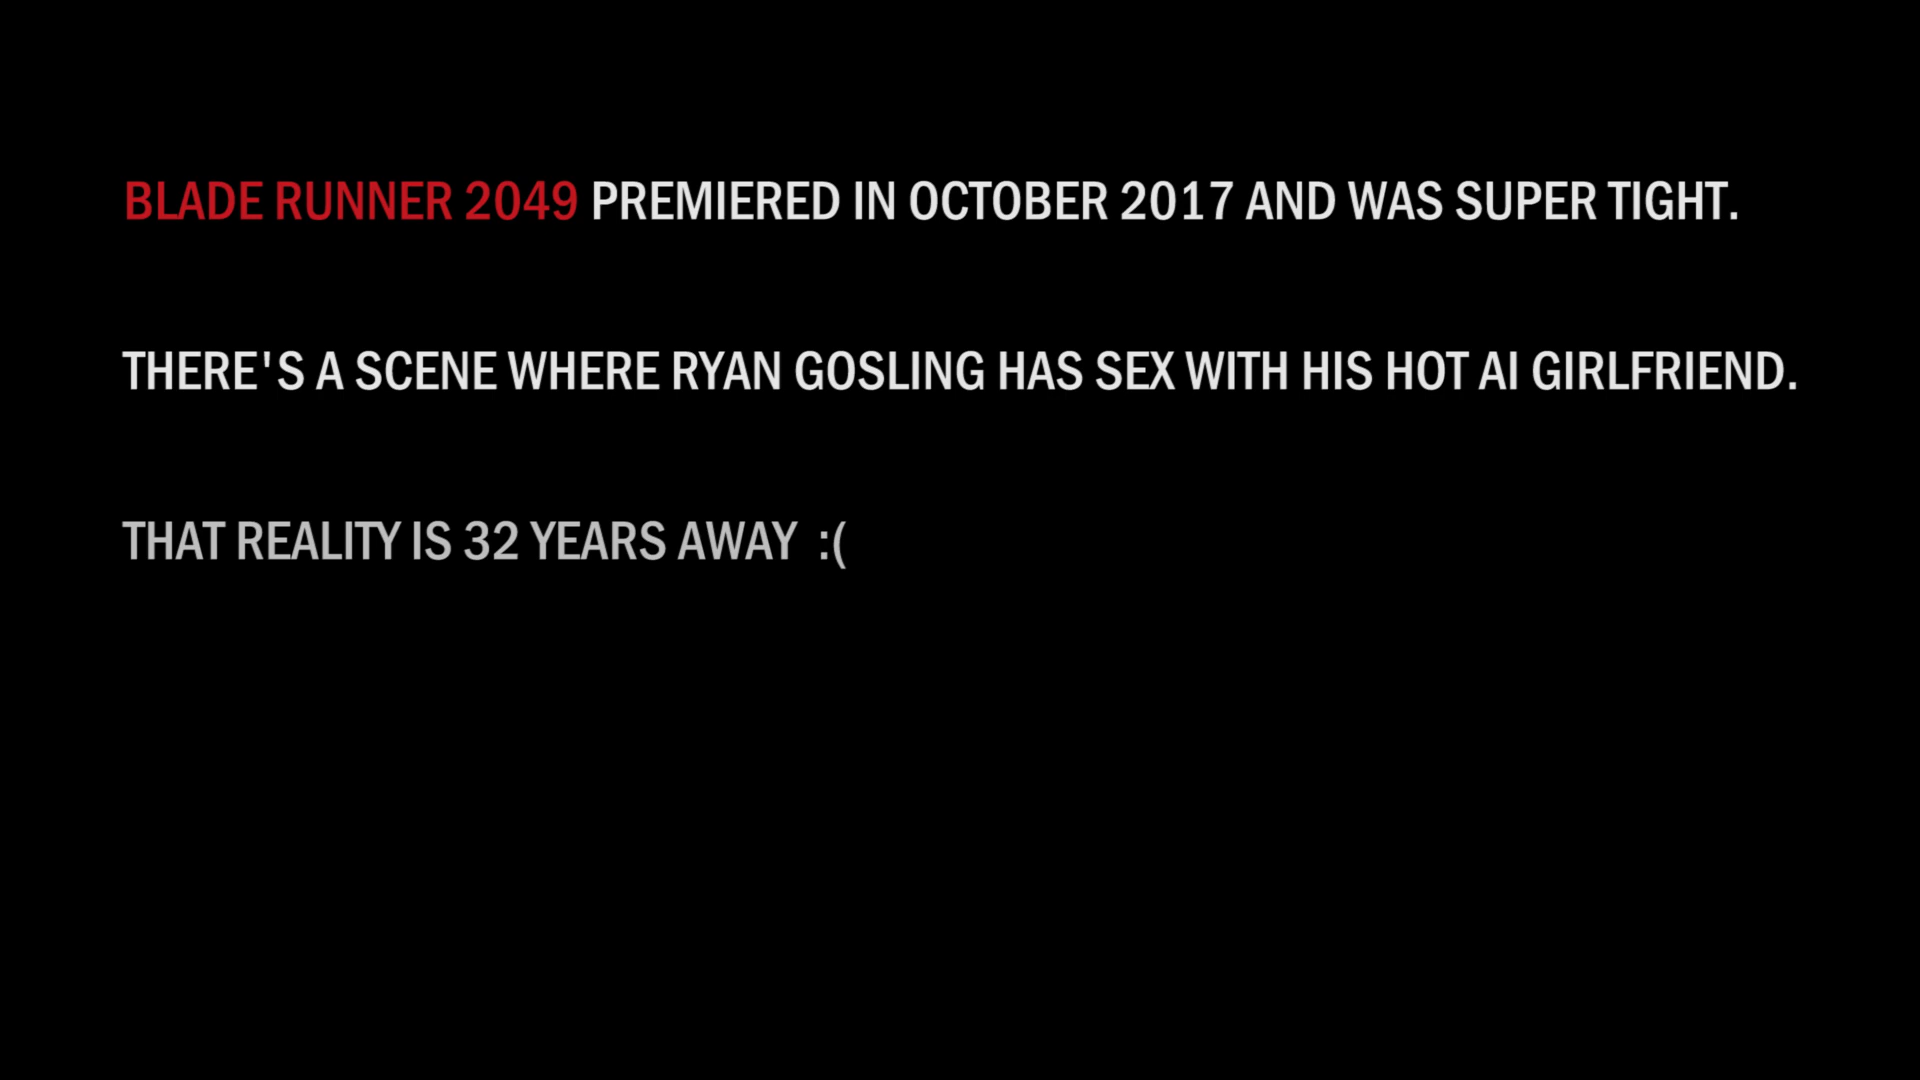 BLADE RUNNER 2049 PREMIERED IN OCTOBER 2017 AND WAS SUPER TIGHT.
THERE'S A SCENE WHERE RYAN GOSLING HAS SEX WITH HIS HOT AI GIRLFRIEND.
THAT REALITY IS 32 YEARS AWAY :(